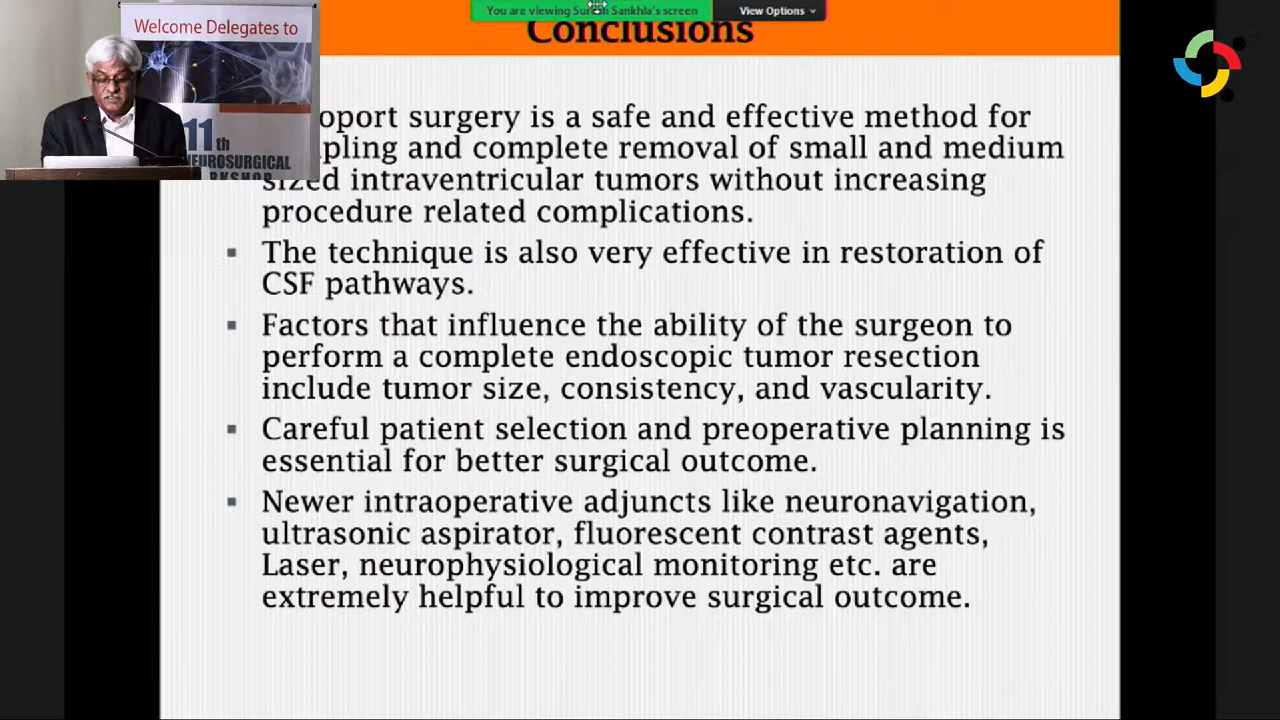 You are viewing Suresh Sankhla's screen
View Options
Conclusions
Welcome Delegates to
11th
NEUROSURGICAL
surgery is a safe and effective method for
and complete removal of small and medium
sized intraventricular tumors without increasing
procedure related complications.
▪ The technique is also very effective in restoration of
CSF pathways.
▪ Factors that influence the ability of the surgeon to
perform a complete endoscopic tumor resection
include tumor size, consistency, and vascularity.
▪ Careful patient selection and preoperative planning is
essential for better surgical outcome.
▪ Newer intraoperative adjuncts like neuronavigation,
ultrasonic aspirator, fluorescent contrast agents,
Laser, neurophysiological monitoring etc. are
extremely helpful to improve surgical outcome.